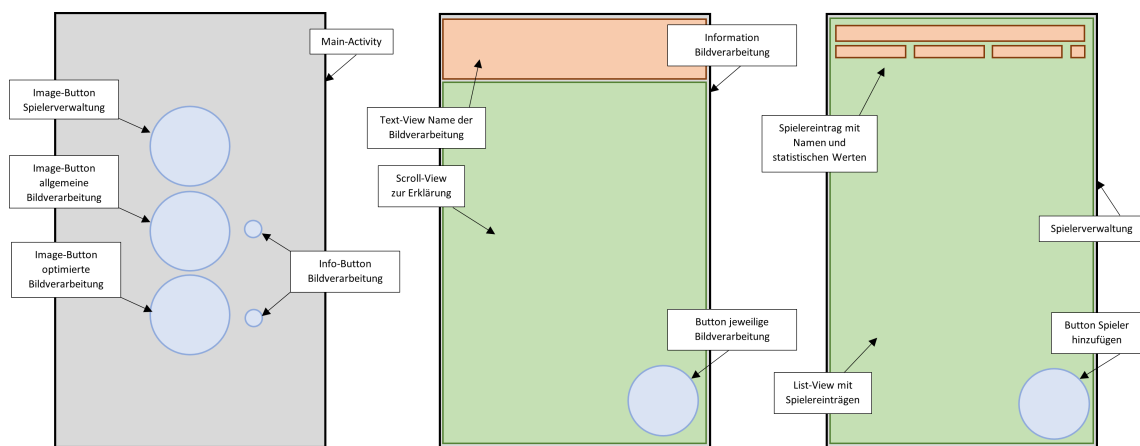 Main-Activity
Image-Button
Spielerverwaltung
Image-Button
allgemeine
Bildverarbeitung
Image-Button
optimierte
Bildverarbeitung
Info-Button
Bildverarbeitung
Information
Bildverarbeitung
Text-View Name der
Bildverarbeitung
Scroll-View
zur Erklärung
Button jeweilige
Bildverarbeitung
Spielereintrag mit
Namen und
statistischen Werten
Spielerverwaltung
Button Spieler
hinzufügen
List-View mit
Spielereinträgen